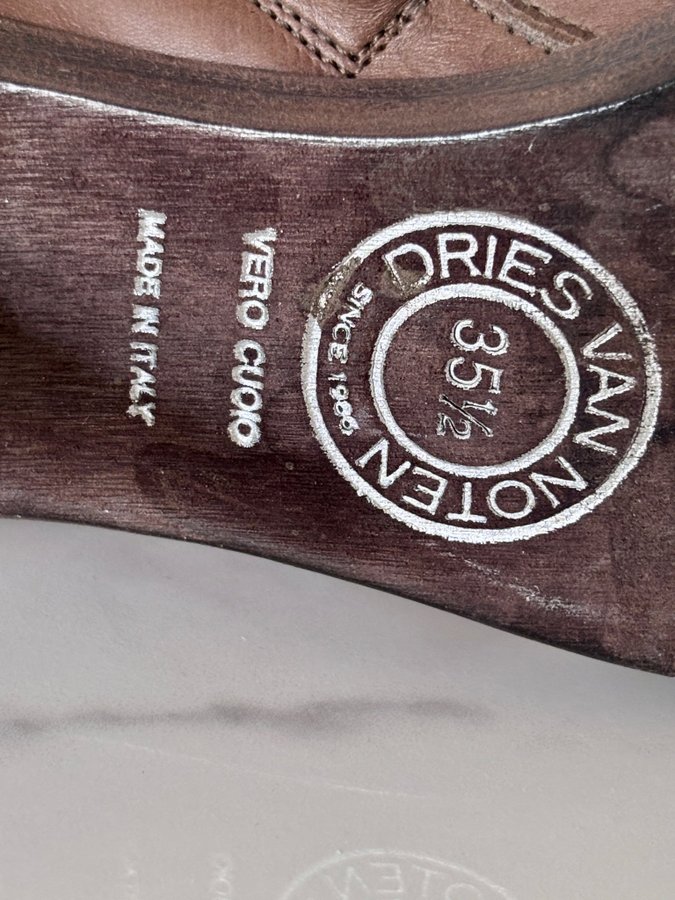 DRIES VAN NOTEN
SINCE 1986
35½
VERO CUOIO
MADE IN ITALY